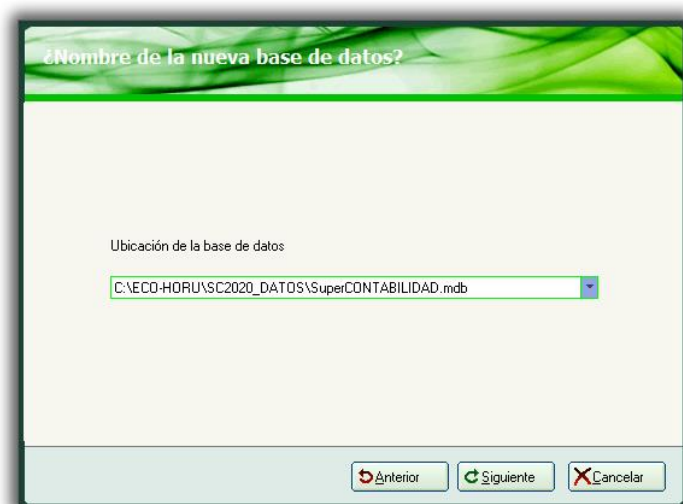 ¿Nombre de la nueva base de datos?
Ubicación de la base de datos
C:\ECO-HORU\SC2020_DATOS\SuperCONTABILIDAD.mdb
Anterior
Siguiente
Cancelar